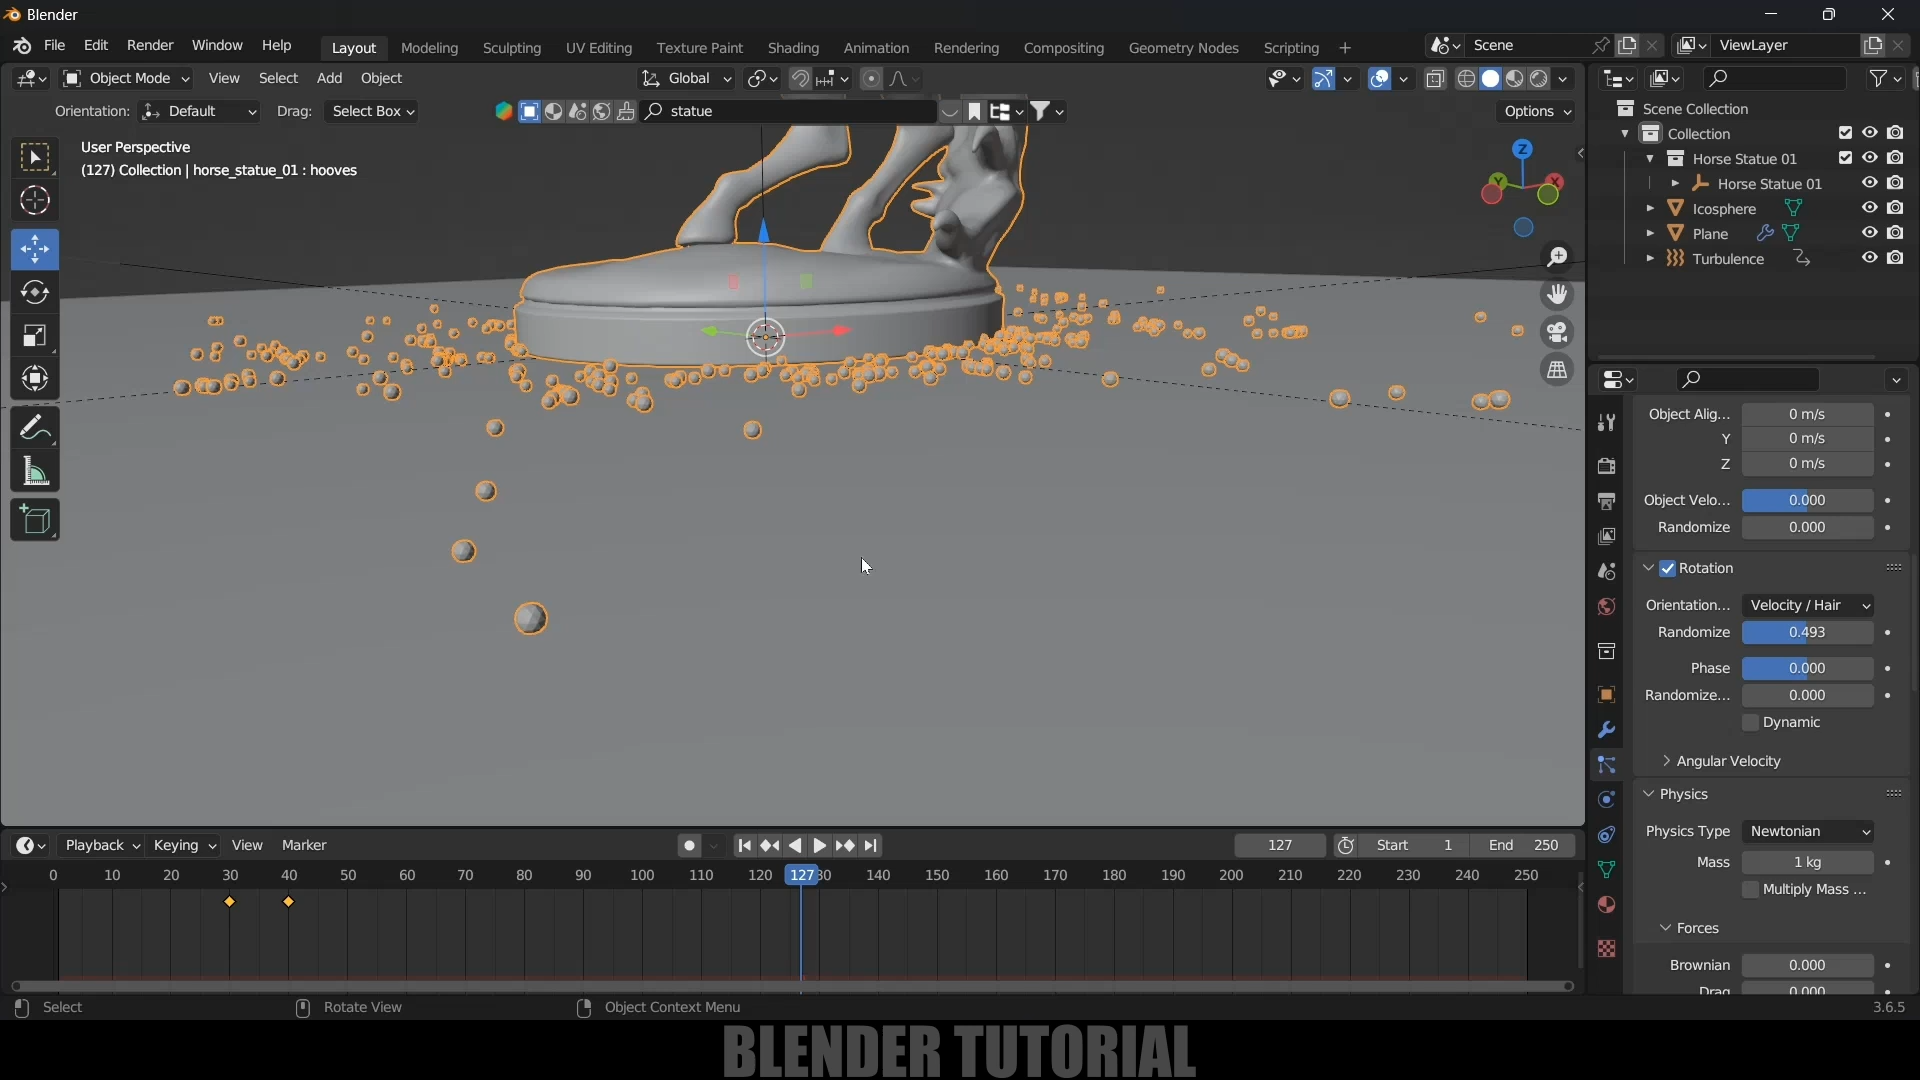 Blender
File Edit Render Window Help Layout Modeling Sculpting UV Editing Texture Paint Shading Animation Rendering Compositing Geometry Nodes Scripting + Scene ViewLayer
Object Mode View Select Add Object Global
Orientation: Default Drag: Select Box statue Options
User Perspective
(127) Collection | horse_statue_01 : hooves
Z
Y
X
Scene Collection
Collection
Horse Statue 01
Horse Statue 01
Icosphere
Plane
Turbulence
Object Alig... 0 m/s
Y 0 m/s
Z 0 m/s
Object Velo... 0.000
Randomize 0.000
Rotation
Orientation... Velocity / Hair
Randomize 0.493
Phase 0.000
Randomize... 0.000
Dynamic
Angular Velocity
Physics
Physics Type Newtonian
Mass 1 kg
Multiply Mass ...
Forces
Brownian 0.000
Drag 0.000
Playback Keying View Marker 127 Start 1 End 250
0 10 20 30 40 50 60 70 80 90 100 110 120 127 30 140 150 160 170 180 190 200 210 220 230 240 250
Select Rotate View Object Context Menu 3.6.5
BLENDER TUTORIAL